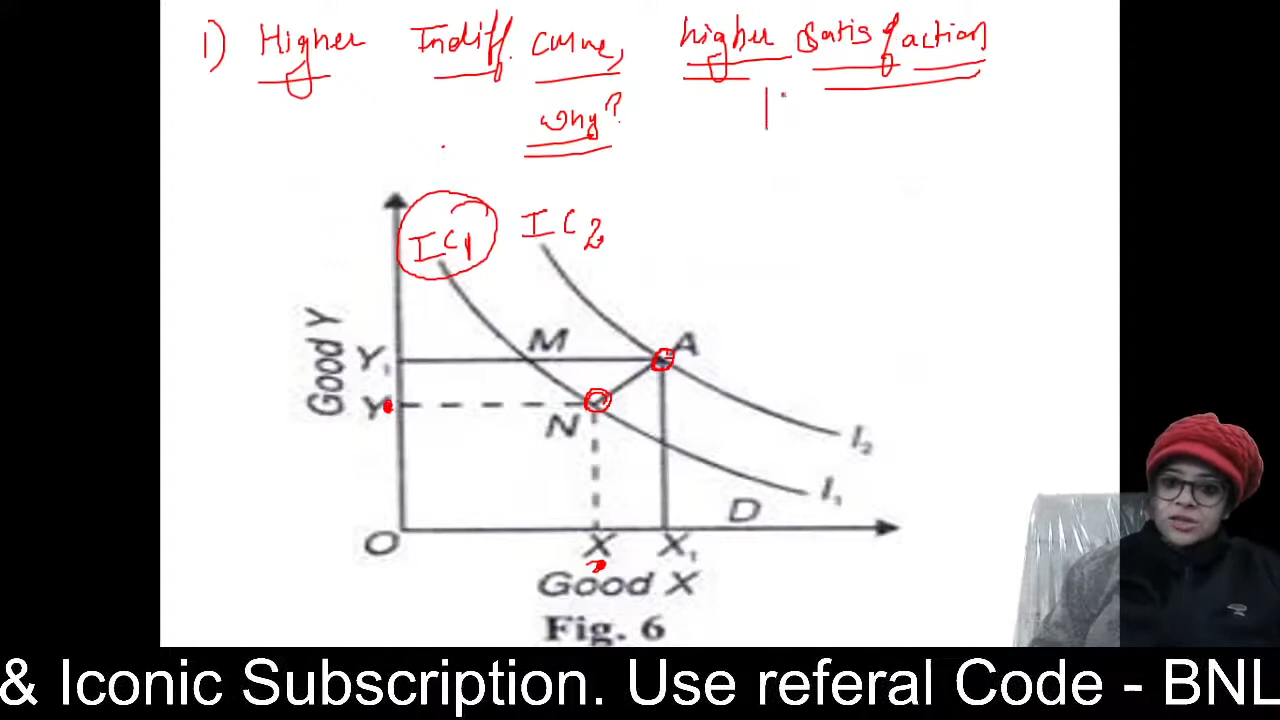 1) Higher Indiff. curve, higher satisfaction
why?
IC1 IC2
M A
Y1
Good Y
Y
N
I2
I1
D
O X X1
Good X
Fig. 6
& Iconic Subscription. Use referal Code - BNL